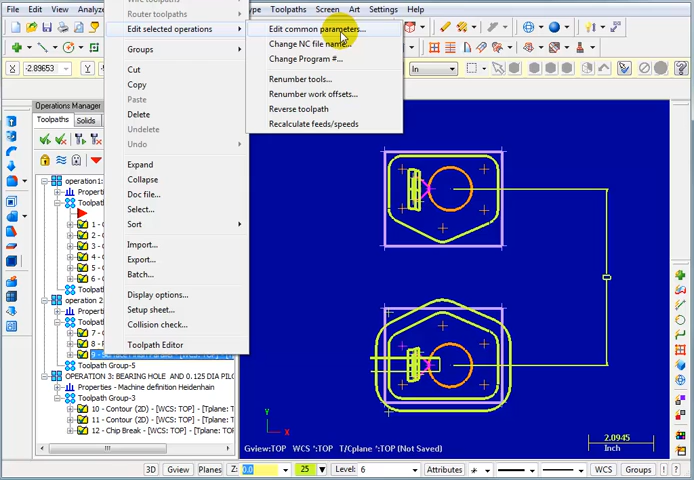 File Edit View Analyze
Toolpaths Screen Art Settings Help
Router toolpaths
Edit selected operations
Groups
Cut
Copy
Paste
Delete
Undelete
Undo
Expand
Collapse
Doc file...
Select...
Sort
Import...
Export...
Batch...
Display options...
Setup sheet...
Collision check...
Toolpath Editor
Edit common parameters...
Change NC file name...
Change Program #...
Renumber tools...
Renumber work offsets...
Reverse toolpath
Recalculate feeds/speeds
X -2.89653 Y
In
Operations Manager
Toolpaths Solids
operation1:
Toolpath Group-5
OPERATION 3: BEARING HOLE AND 0.125 DIA PIL
Properties - Machine definition Heidenhain
Toolpath Group-3
10 - Contour (2D) - [WCS: TOP] - [Tplane: T
11 - Contour (2D) - [WCS: TOP] - [Tplane: T
12 - Chip Break - [WCS: TOP] - [Tplane: TOP
Y
X
Gview:TOP WCS *:TOP T/Cplane *:TOP (Not Saved)
2.0945
Inch
3D Gview Planes Z: 0.0 25 Level: 6 Attributes WCS Groups ?